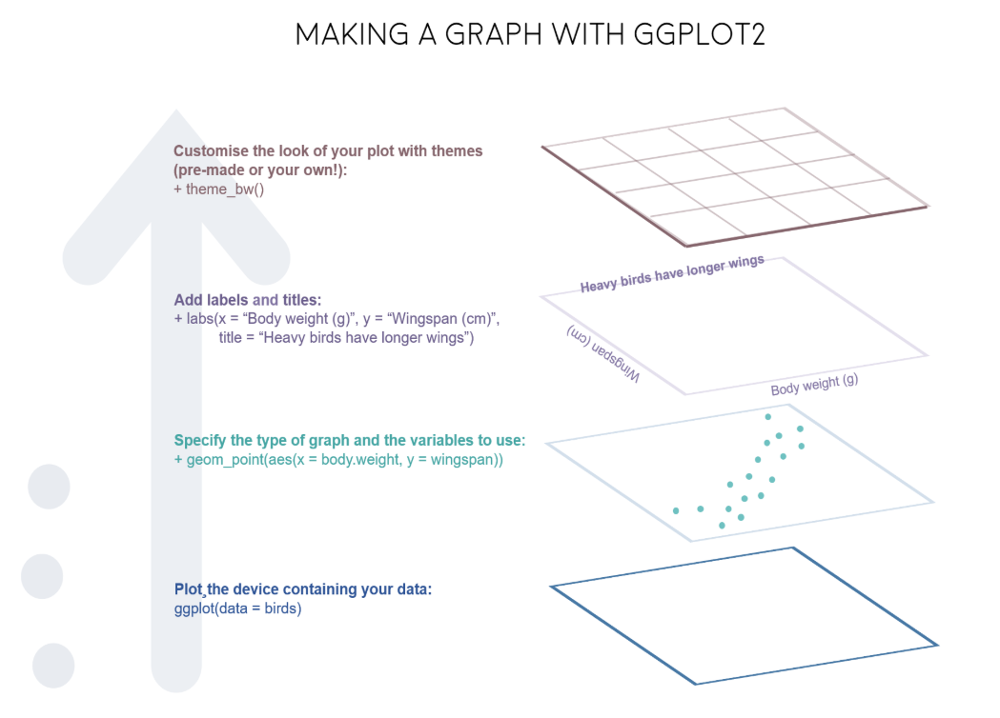 MAKING A GRAPH WITH GGPLOT2
Customise the look of your plot with themes
(pre-made or your own!):
+ theme_bw()
Add labels and titles:
+ labs(x = “Body weight (g)”, y = “Wingspan (cm)”,
title = “Heavy birds have longer wings”)
Heavy birds have longer wings
Wingspan (cm)
Body weight (g)
Specify the type of graph and the variables to use:
+ geom_point(aes(x = body.weight, y = wingspan))
Plot¸the device containing your data:
ggplot(data = birds)